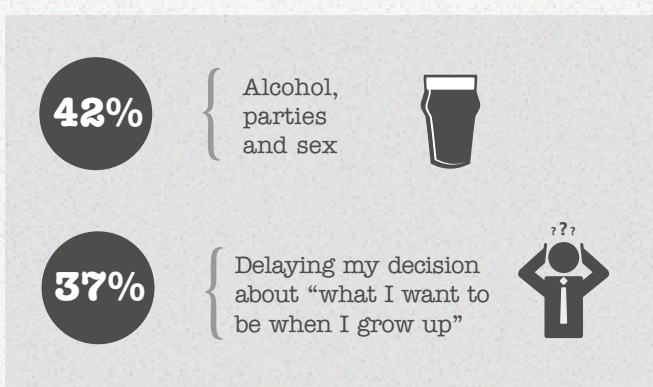 42%
Alcohol,
parties
and sex
???
37%
Delaying my decision
about “what I want to
be when I grow up”